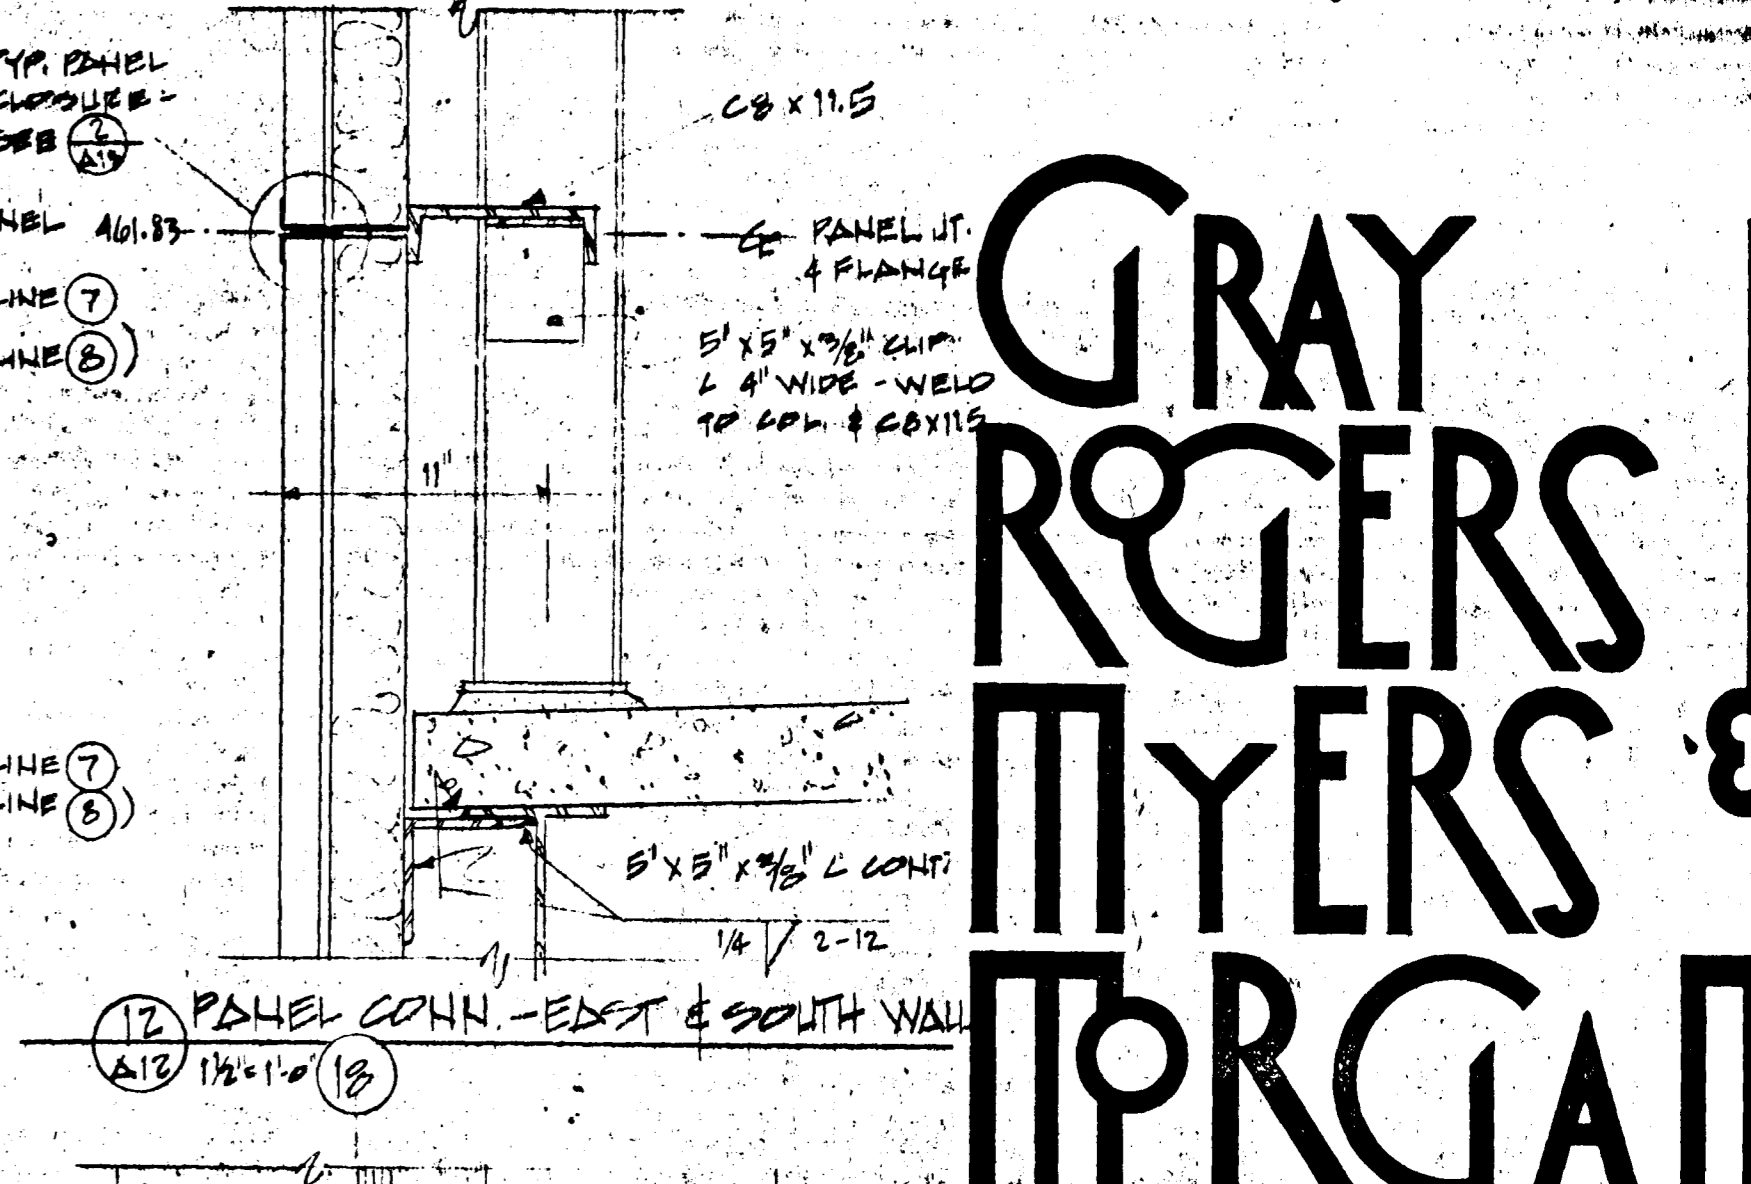 TYP. PANEL
CLOSURE -
SEE 2
A13
C8 x 11.5
NEL 461.83
PANEL JT.
& FLANGE
LINE 7
LINE 8 )
5" x 5" x 3/8" CLIP
L 4" WIDE - WELD
TO COL. & C8x11.5
11"
LINE 7
LINE 8 )
5" x 5" x 3/8" L CONT.
1/4 2-12
12 PANEL CONN. - EAST & SOUTH WALL
A12 1½"=1'-0" 18
GRAY
ROGERS
MYERS &
MORGAN